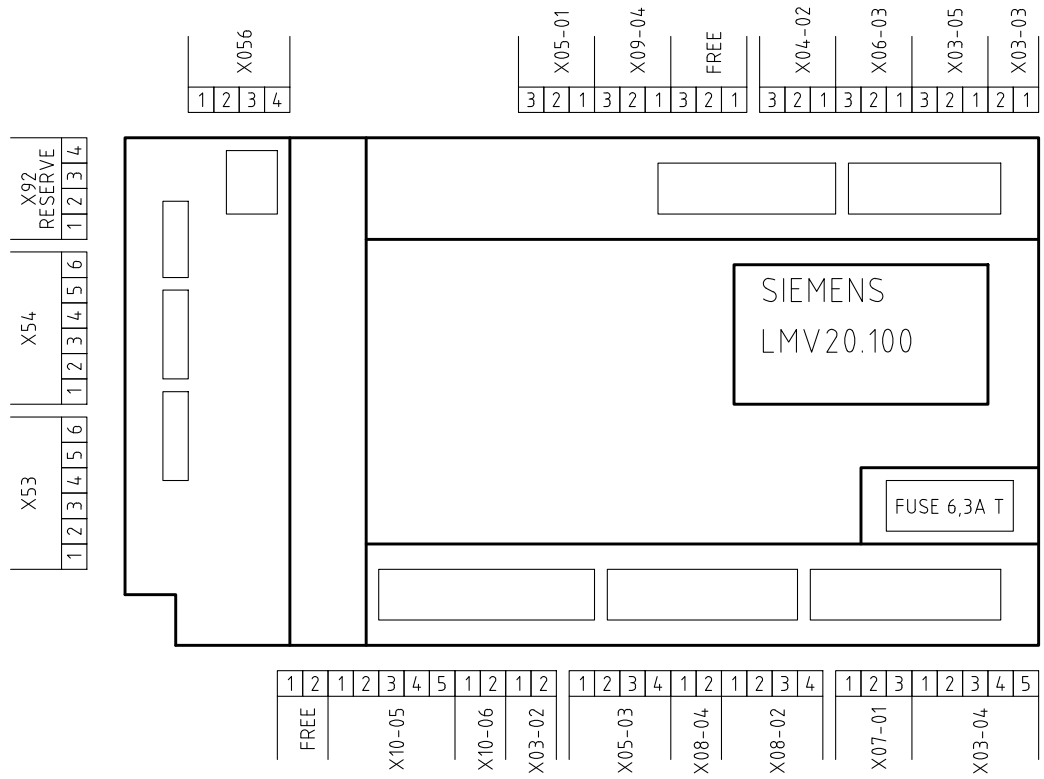 X056
1 2 3 4
X05-01
X09-04
FREE
X04-02
X06-03
X03-05
X03-03
3 2 1 3 2 1 3 2 1
3 2 1 3 2 1 3 2 1 2 1
X92
RESERVE
1 2 3 4
X54
1 2 3 4 5 6
X53
1 2 3 4 5 6
SIEMENS
LMV20.100
FUSE 6,3A T
1 2 1 2 3 4 5 1 2 1 2
1 2 3 4 1 2 1 2 3 4
1 2 3 1 2 3 4 5
FREE
X10-05
X10-06
X03-02
X05-03
X08-04
X08-02
X07-01
X03-04